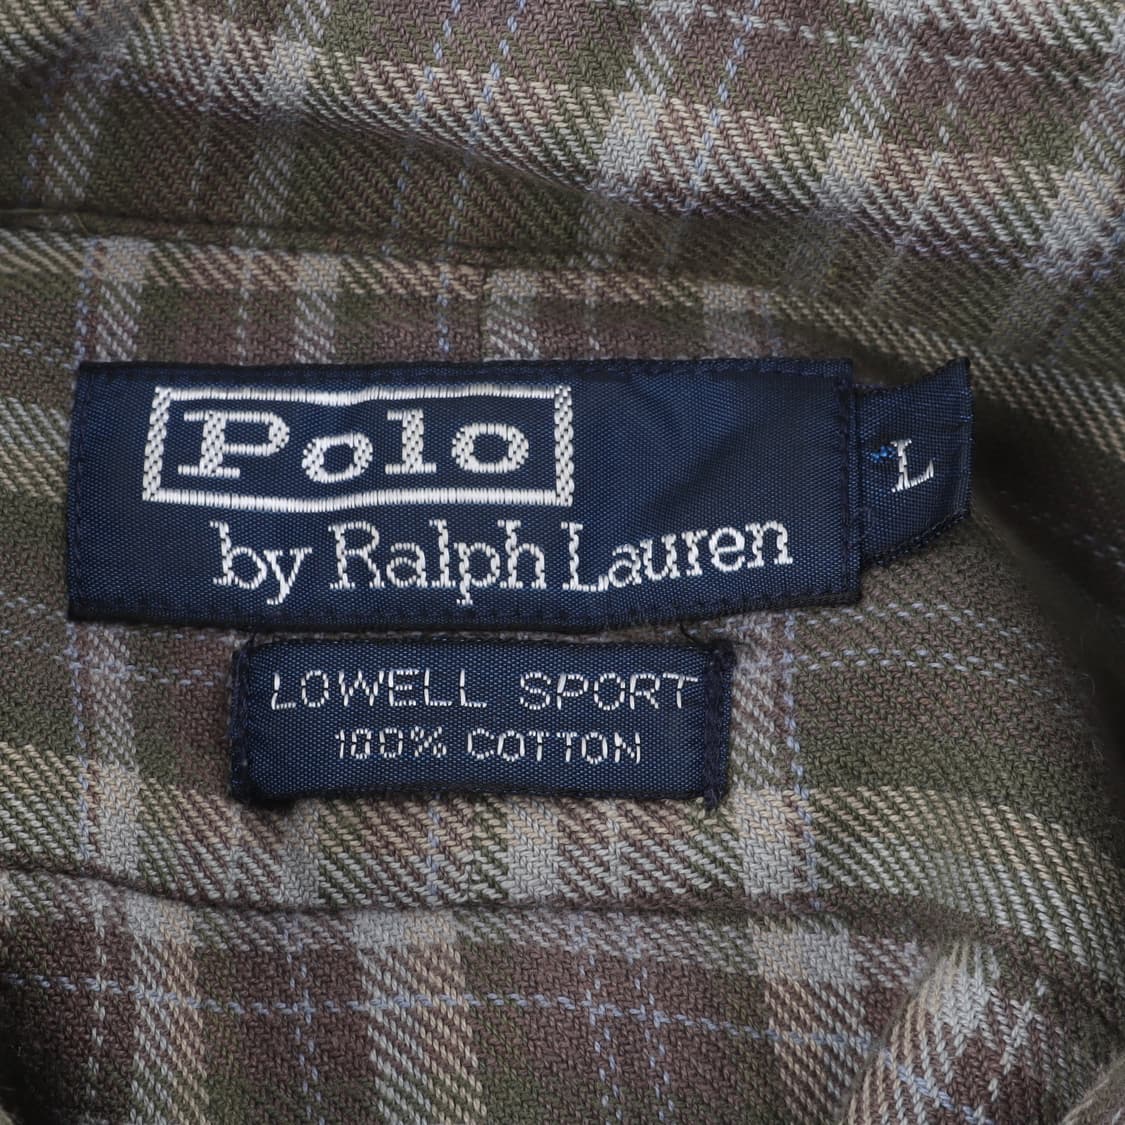 Polo
by Ralph Lauren
L
LOWELL SPORT
100% COTTON